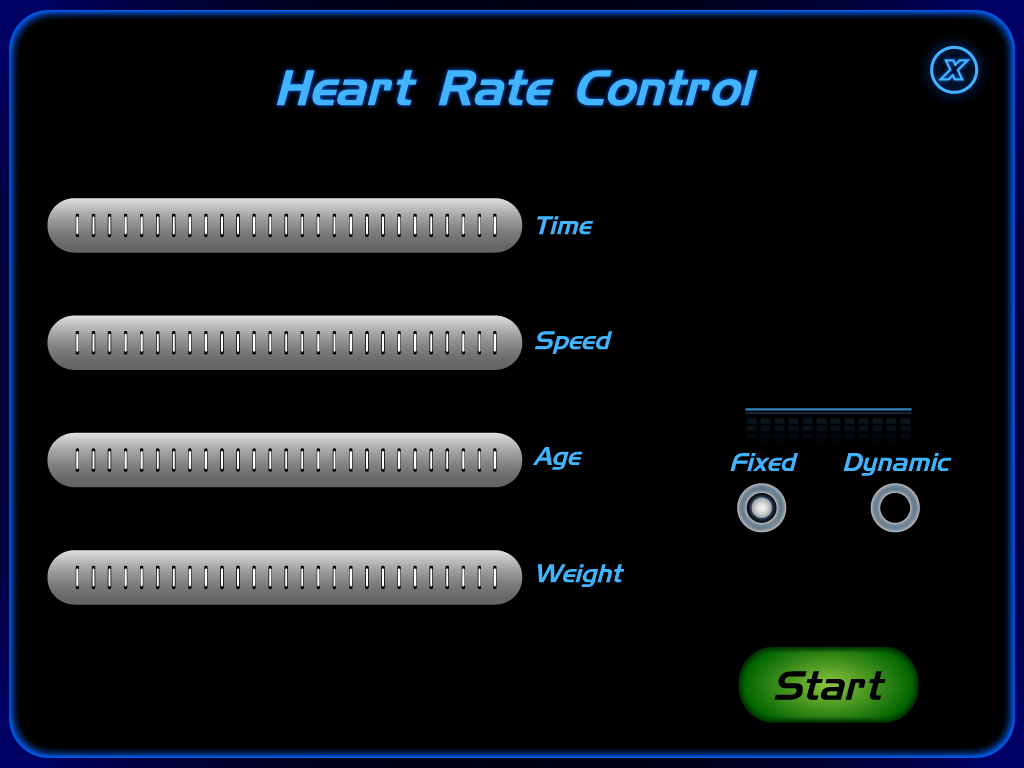 Heart Rate Control
X
Time
Speed
Age
Fixed Dynamic
Weight
Start